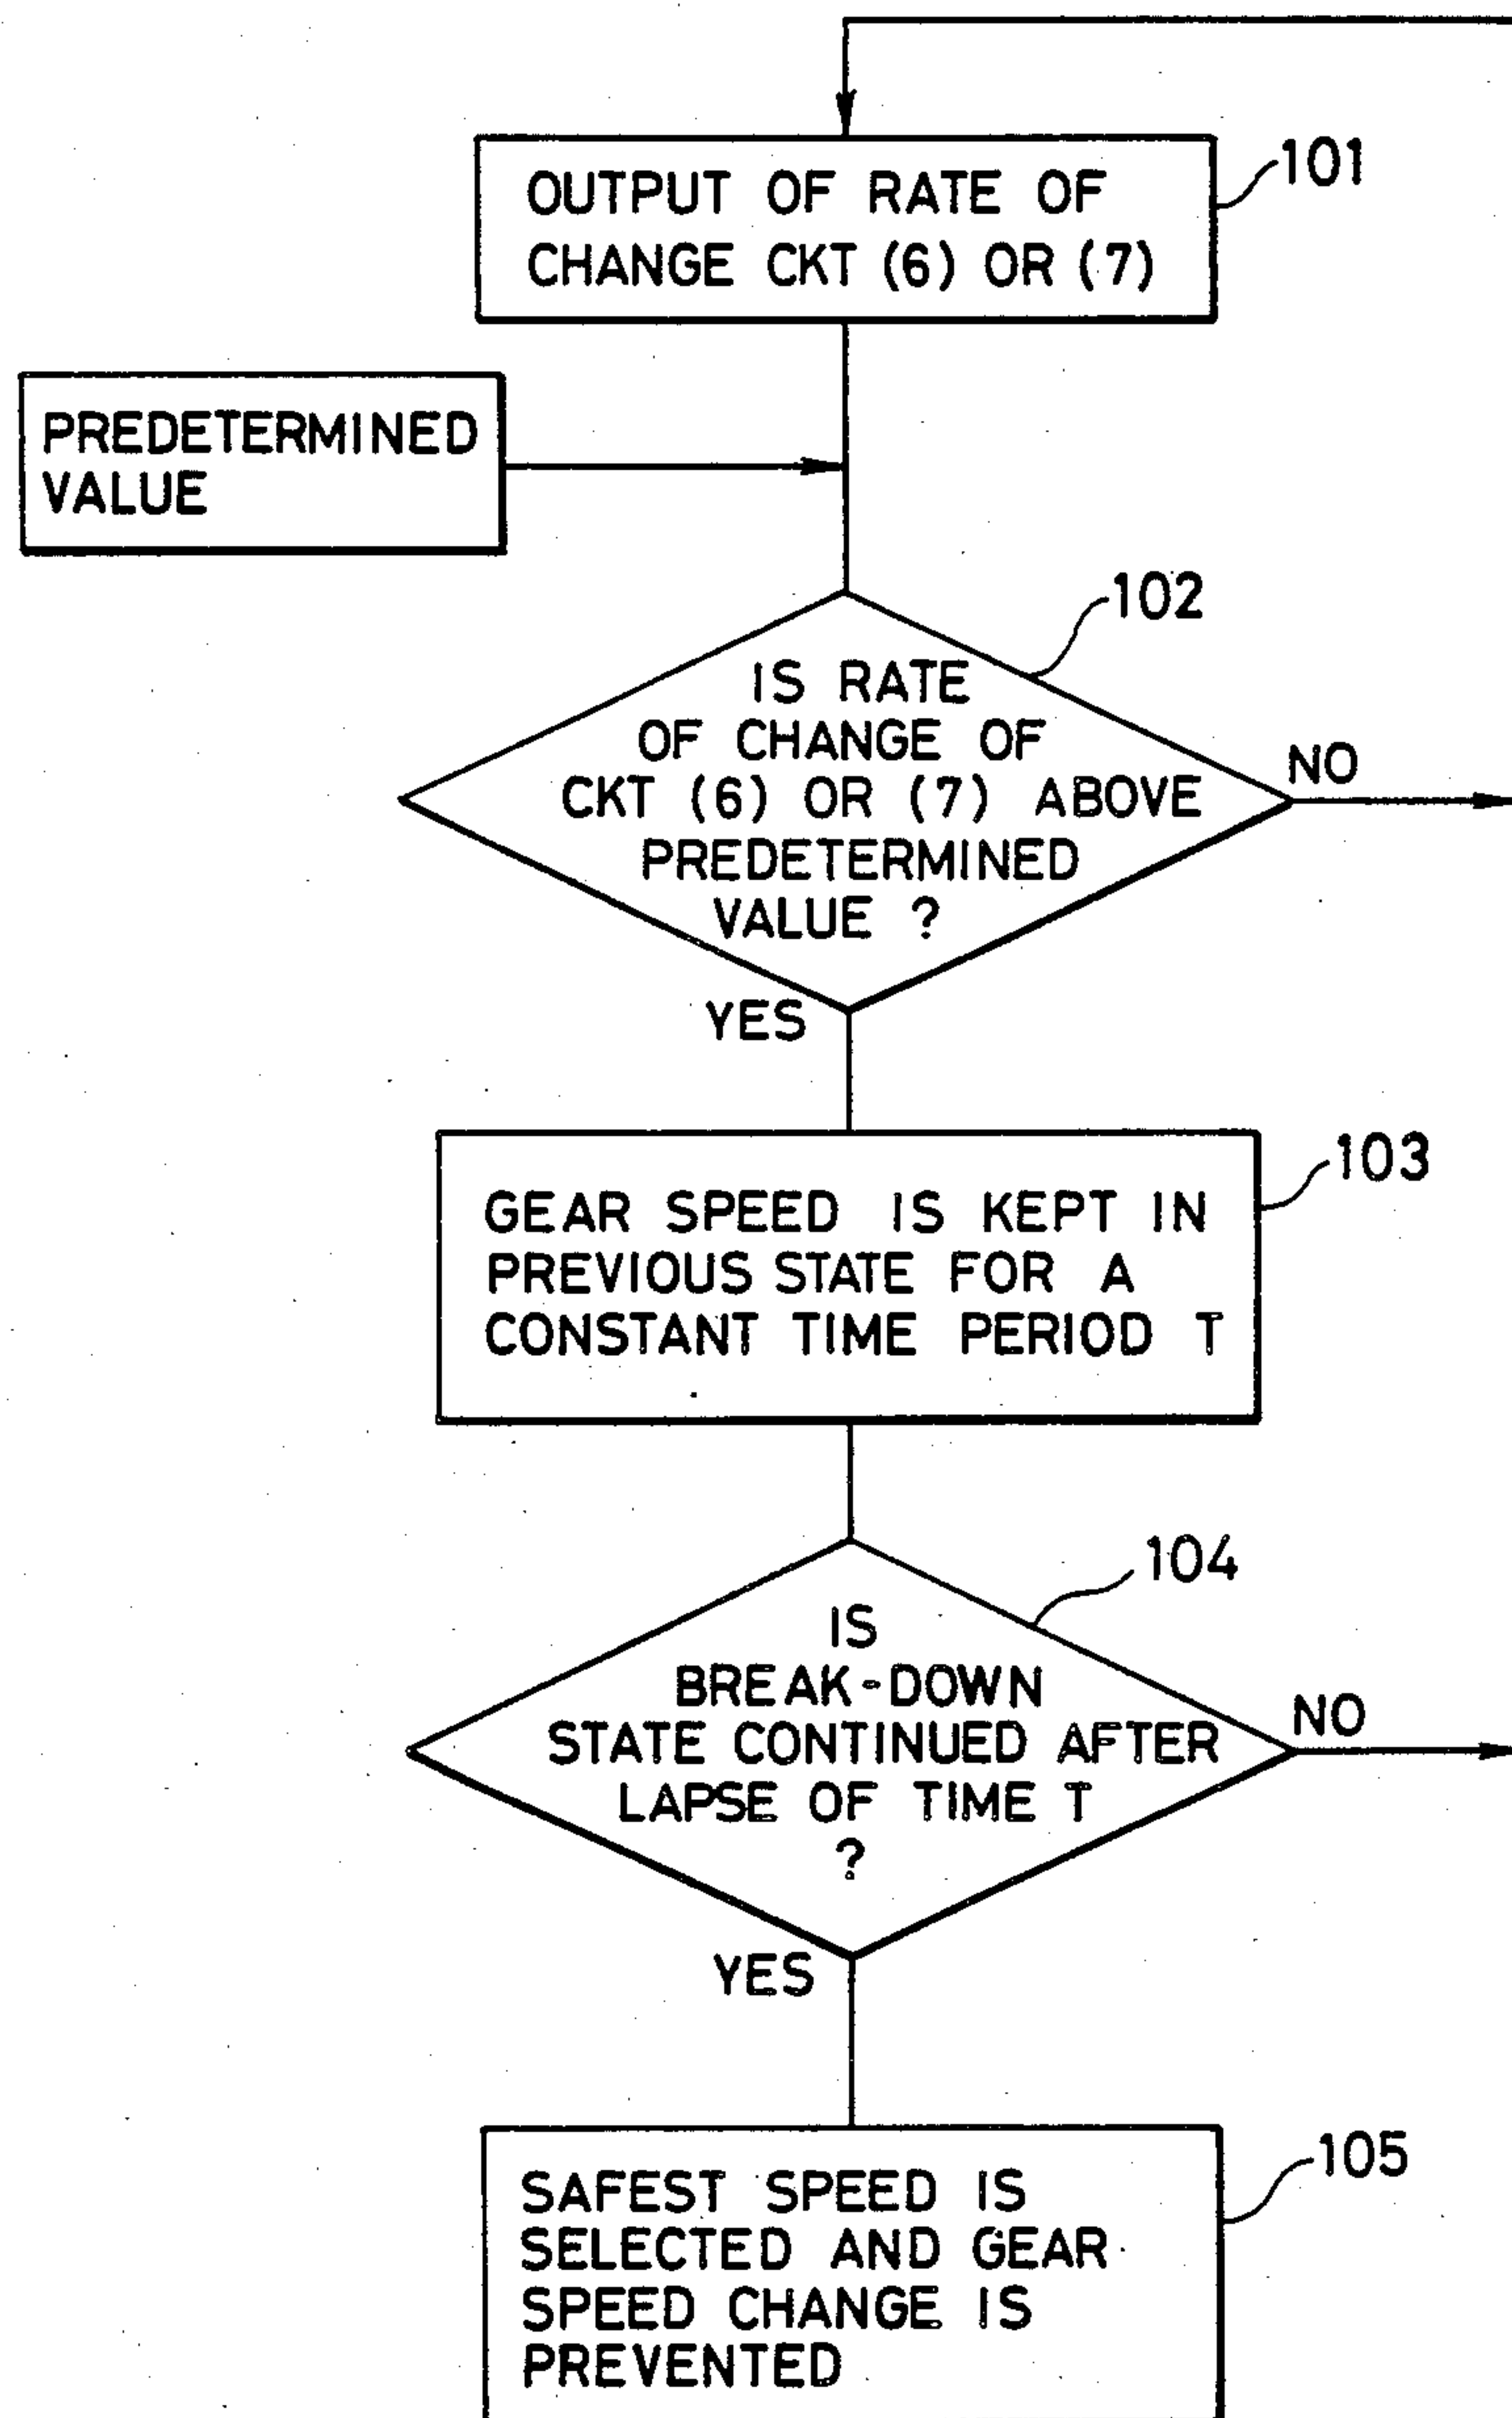 101
OUTPUT OF RATE OF
CHANGE CKT (6) OR (7)
PREDETERMINED
VALUE
102
IS RATE
OF CHANGE OF
CKT (6) OR (7) ABOVE
PREDETERMINED
VALUE ?
NO
YES
103
GEAR SPEED IS KEPT IN
PREVIOUS STATE FOR A
CONSTANT TIME PERIOD T
104
IS
BREAK-DOWN
STATE CONTINUED AFTER
LAPSE OF TIME T
?
NO
YES
105
SAFEST SPEED IS
SELECTED AND GEAR
SPEED CHANGE IS
PREVENTED